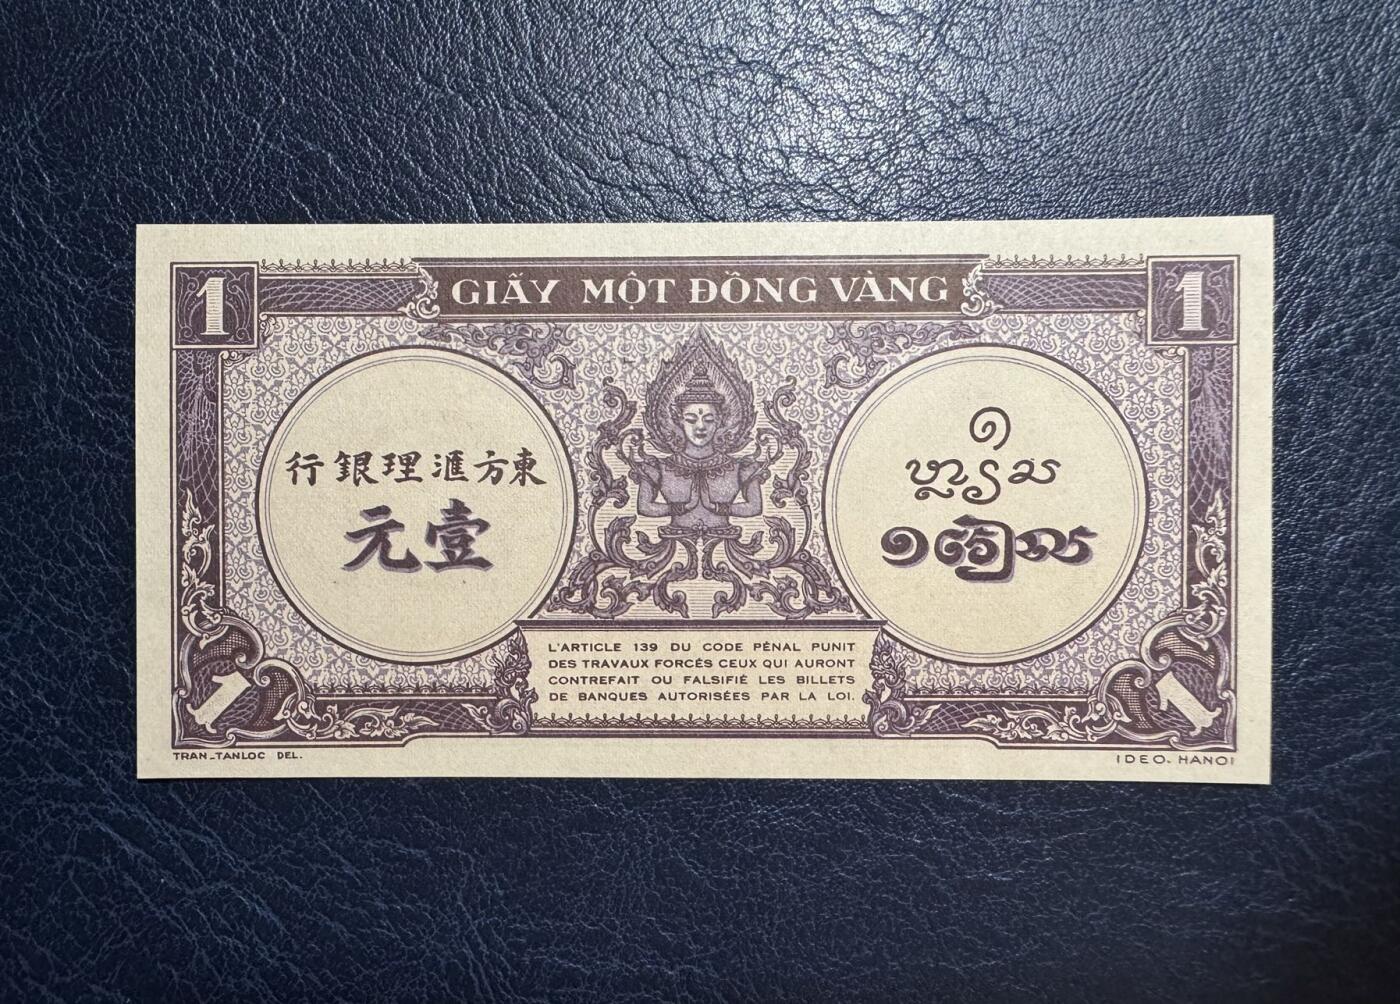 1
GIẤY MỘT ĐỒNG VÀNG
1
東方滙理銀行
壹元
១
L'ARTICLE 139 DU CODE PÉNAL PUNIT
DES TRAVAUX FORCÉS CEUX QUI AURONT
CONTREFAIT OU FALSIFIÉ LES BILLETS
DE BANQUES AUTORISÉES PAR LA LOI.
1
1
TRAN_TANLOC DEL.
IDEO. HANOI